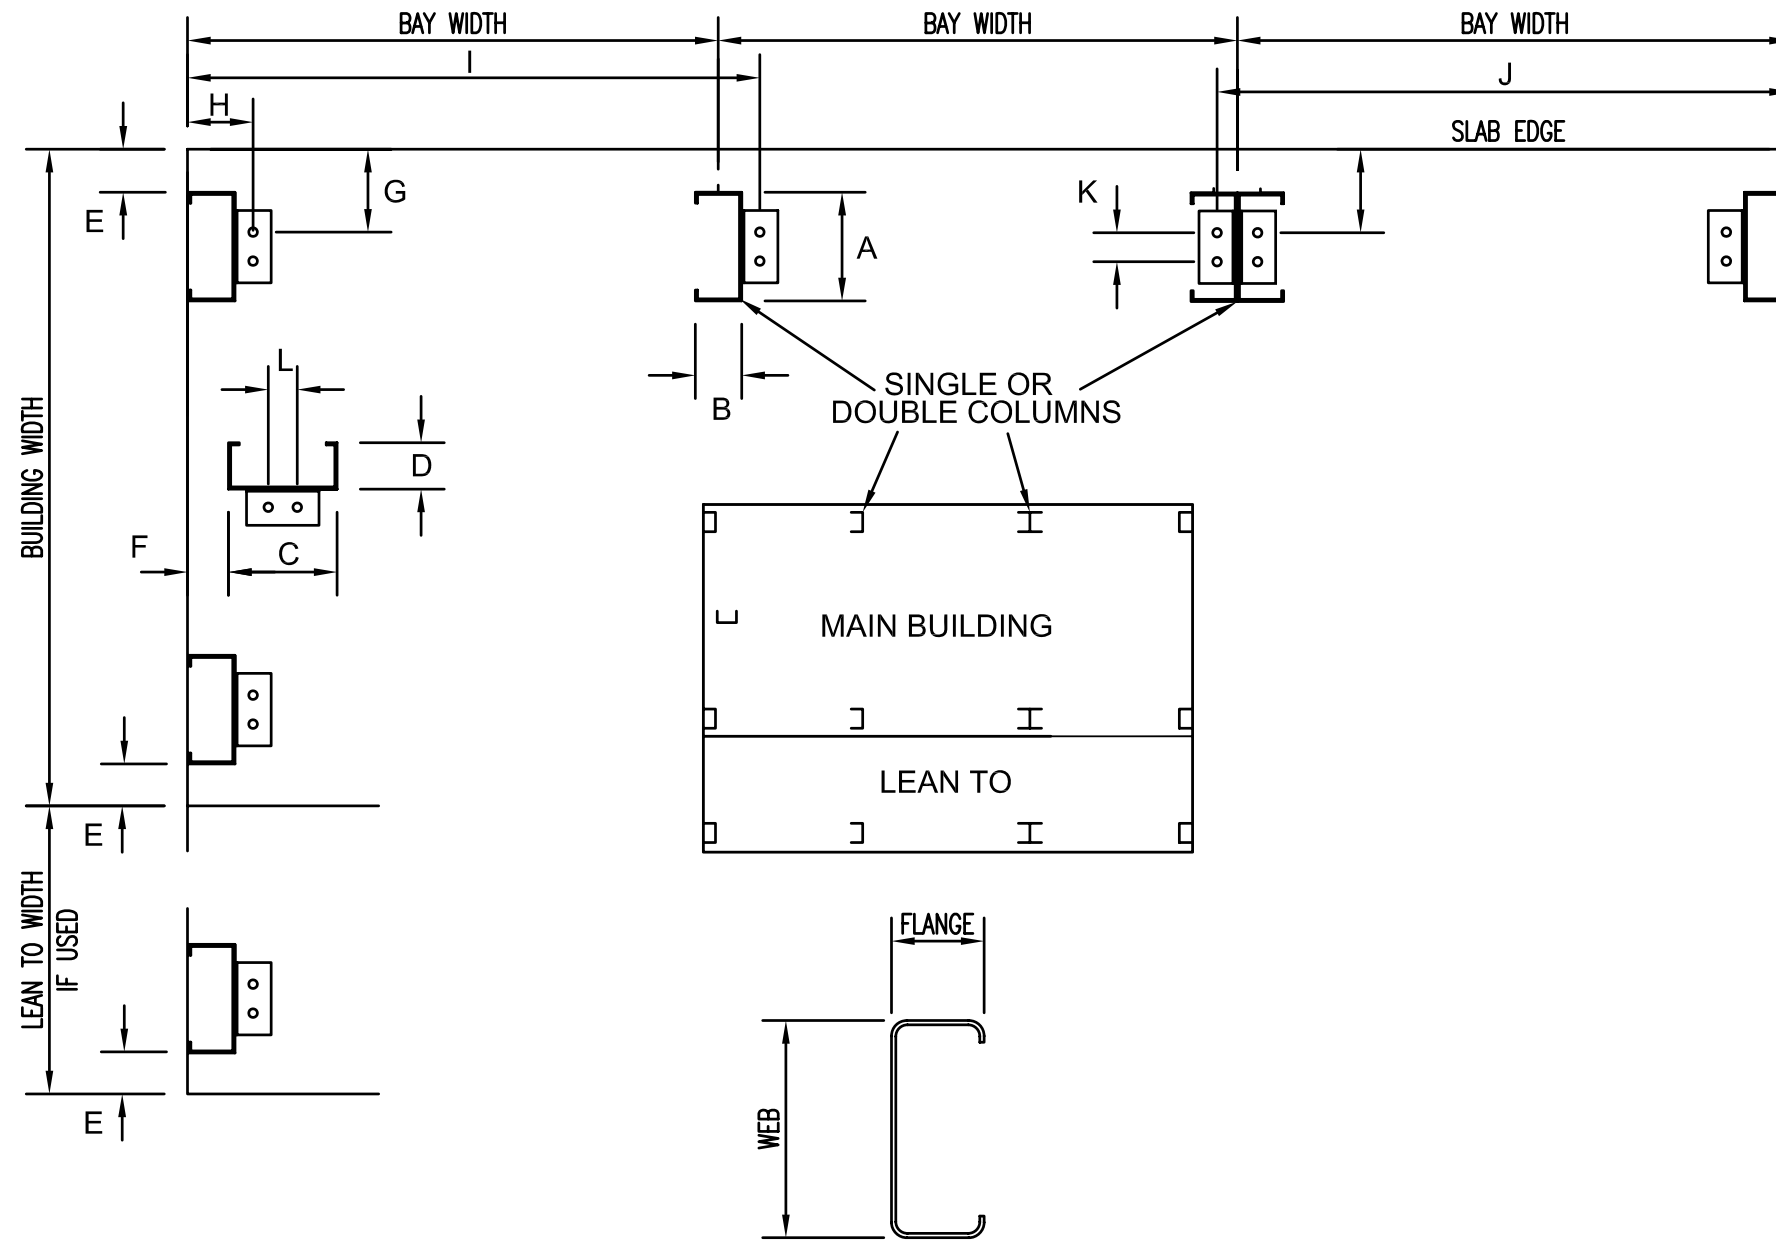 BAY WIDTH
BAY WIDTH
BAY WIDTH
I
J
H
SLAB EDGE
G
K
E
A
L
SINGLE OR
DOUBLE COLUMNS
B
D
BUILDING WIDTH
F
C
MAIN BUILDING
LEAN TO
E
LEAN TO WIDTH
IF USED
FLANGE
E
WEB